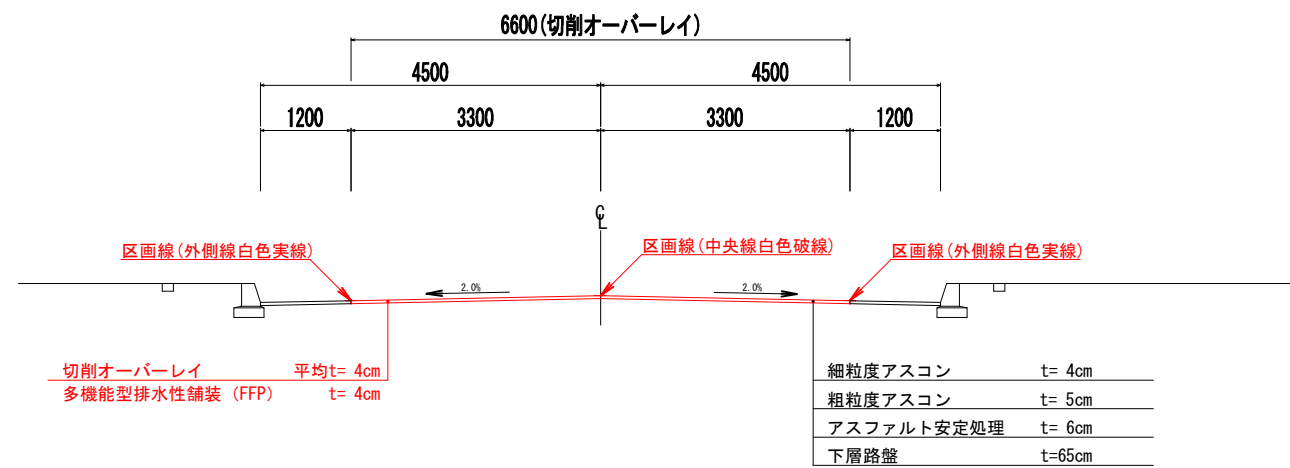 6600(切削オーバーレイ)
4500 4500
1200 3300 3300 1200
CL
区画線(外側線白色実線) 区画線(中央線白色破線) 区画線(外側線白色実線)
2.0% 2.0%
切削オーバーレイ 平均t= 4cm
多機能型排水性舗装 (FFP) t= 4cm
細粒度アスコン t= 4cm
粗粒度アスコン t= 5cm
アスファルト安定処理 t= 6cm
下層路盤 t=65cm